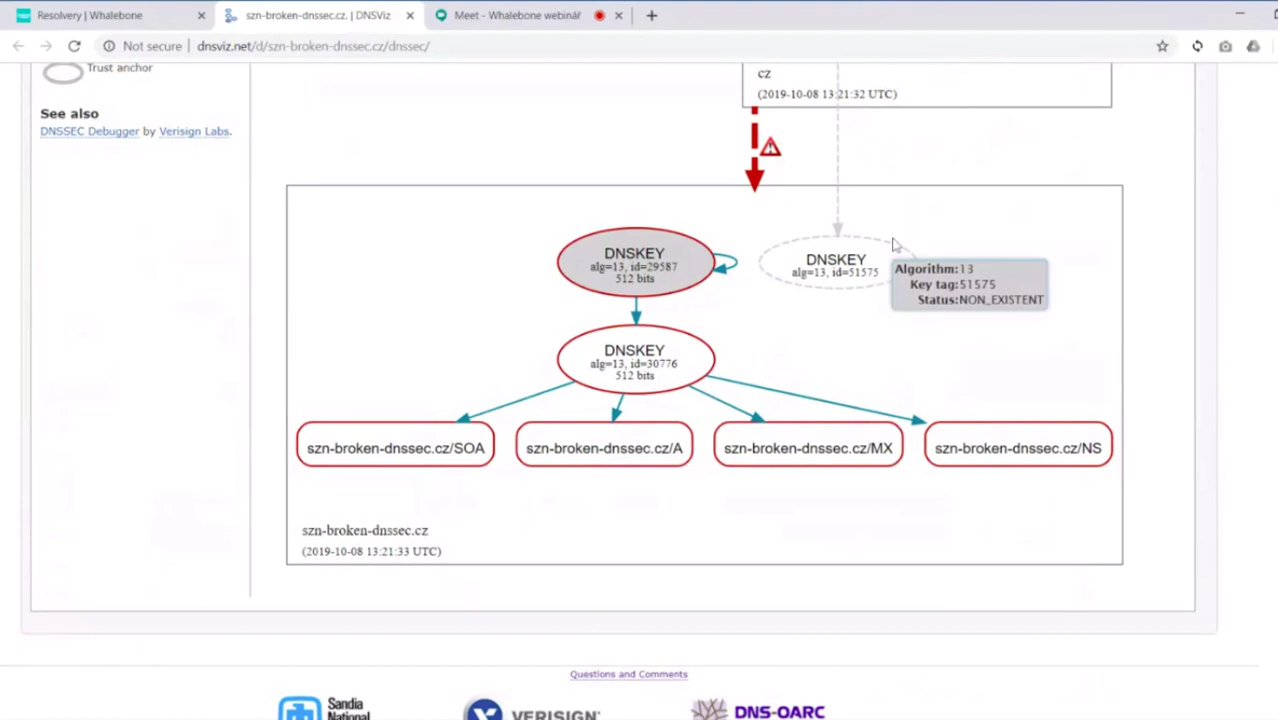 Resolvery | Whalebone
szn-broken-dnssec.cz. | DNSViz
Meet - Whalebone webinář
Not secure
dnsviz.net/d/szn-broken-dnssec.cz/dnssec/
Trust anchor
See also
DNSSEC Debugger by Verisign Labs.
cz
(2019-10-08 13:21:32 UTC)
DNSKEY
alg=13, id=29587
512 bits
DNSKEY
alg=13, id=51575
Algorithm:13
Key tag:51575
Status:NON_EXISTENT
DNSKEY
alg=13, id=30776
512 bits
szn-broken-dnssec.cz/SOA
szn-broken-dnssec.cz/A
szn-broken-dnssec.cz/MX
szn-broken-dnssec.cz/NS
szn-broken-dnssec.cz
(2019-10-08 13:21:33 UTC)
Questions and Comments
Sandia
National
VERISIGN
DNS-OARC